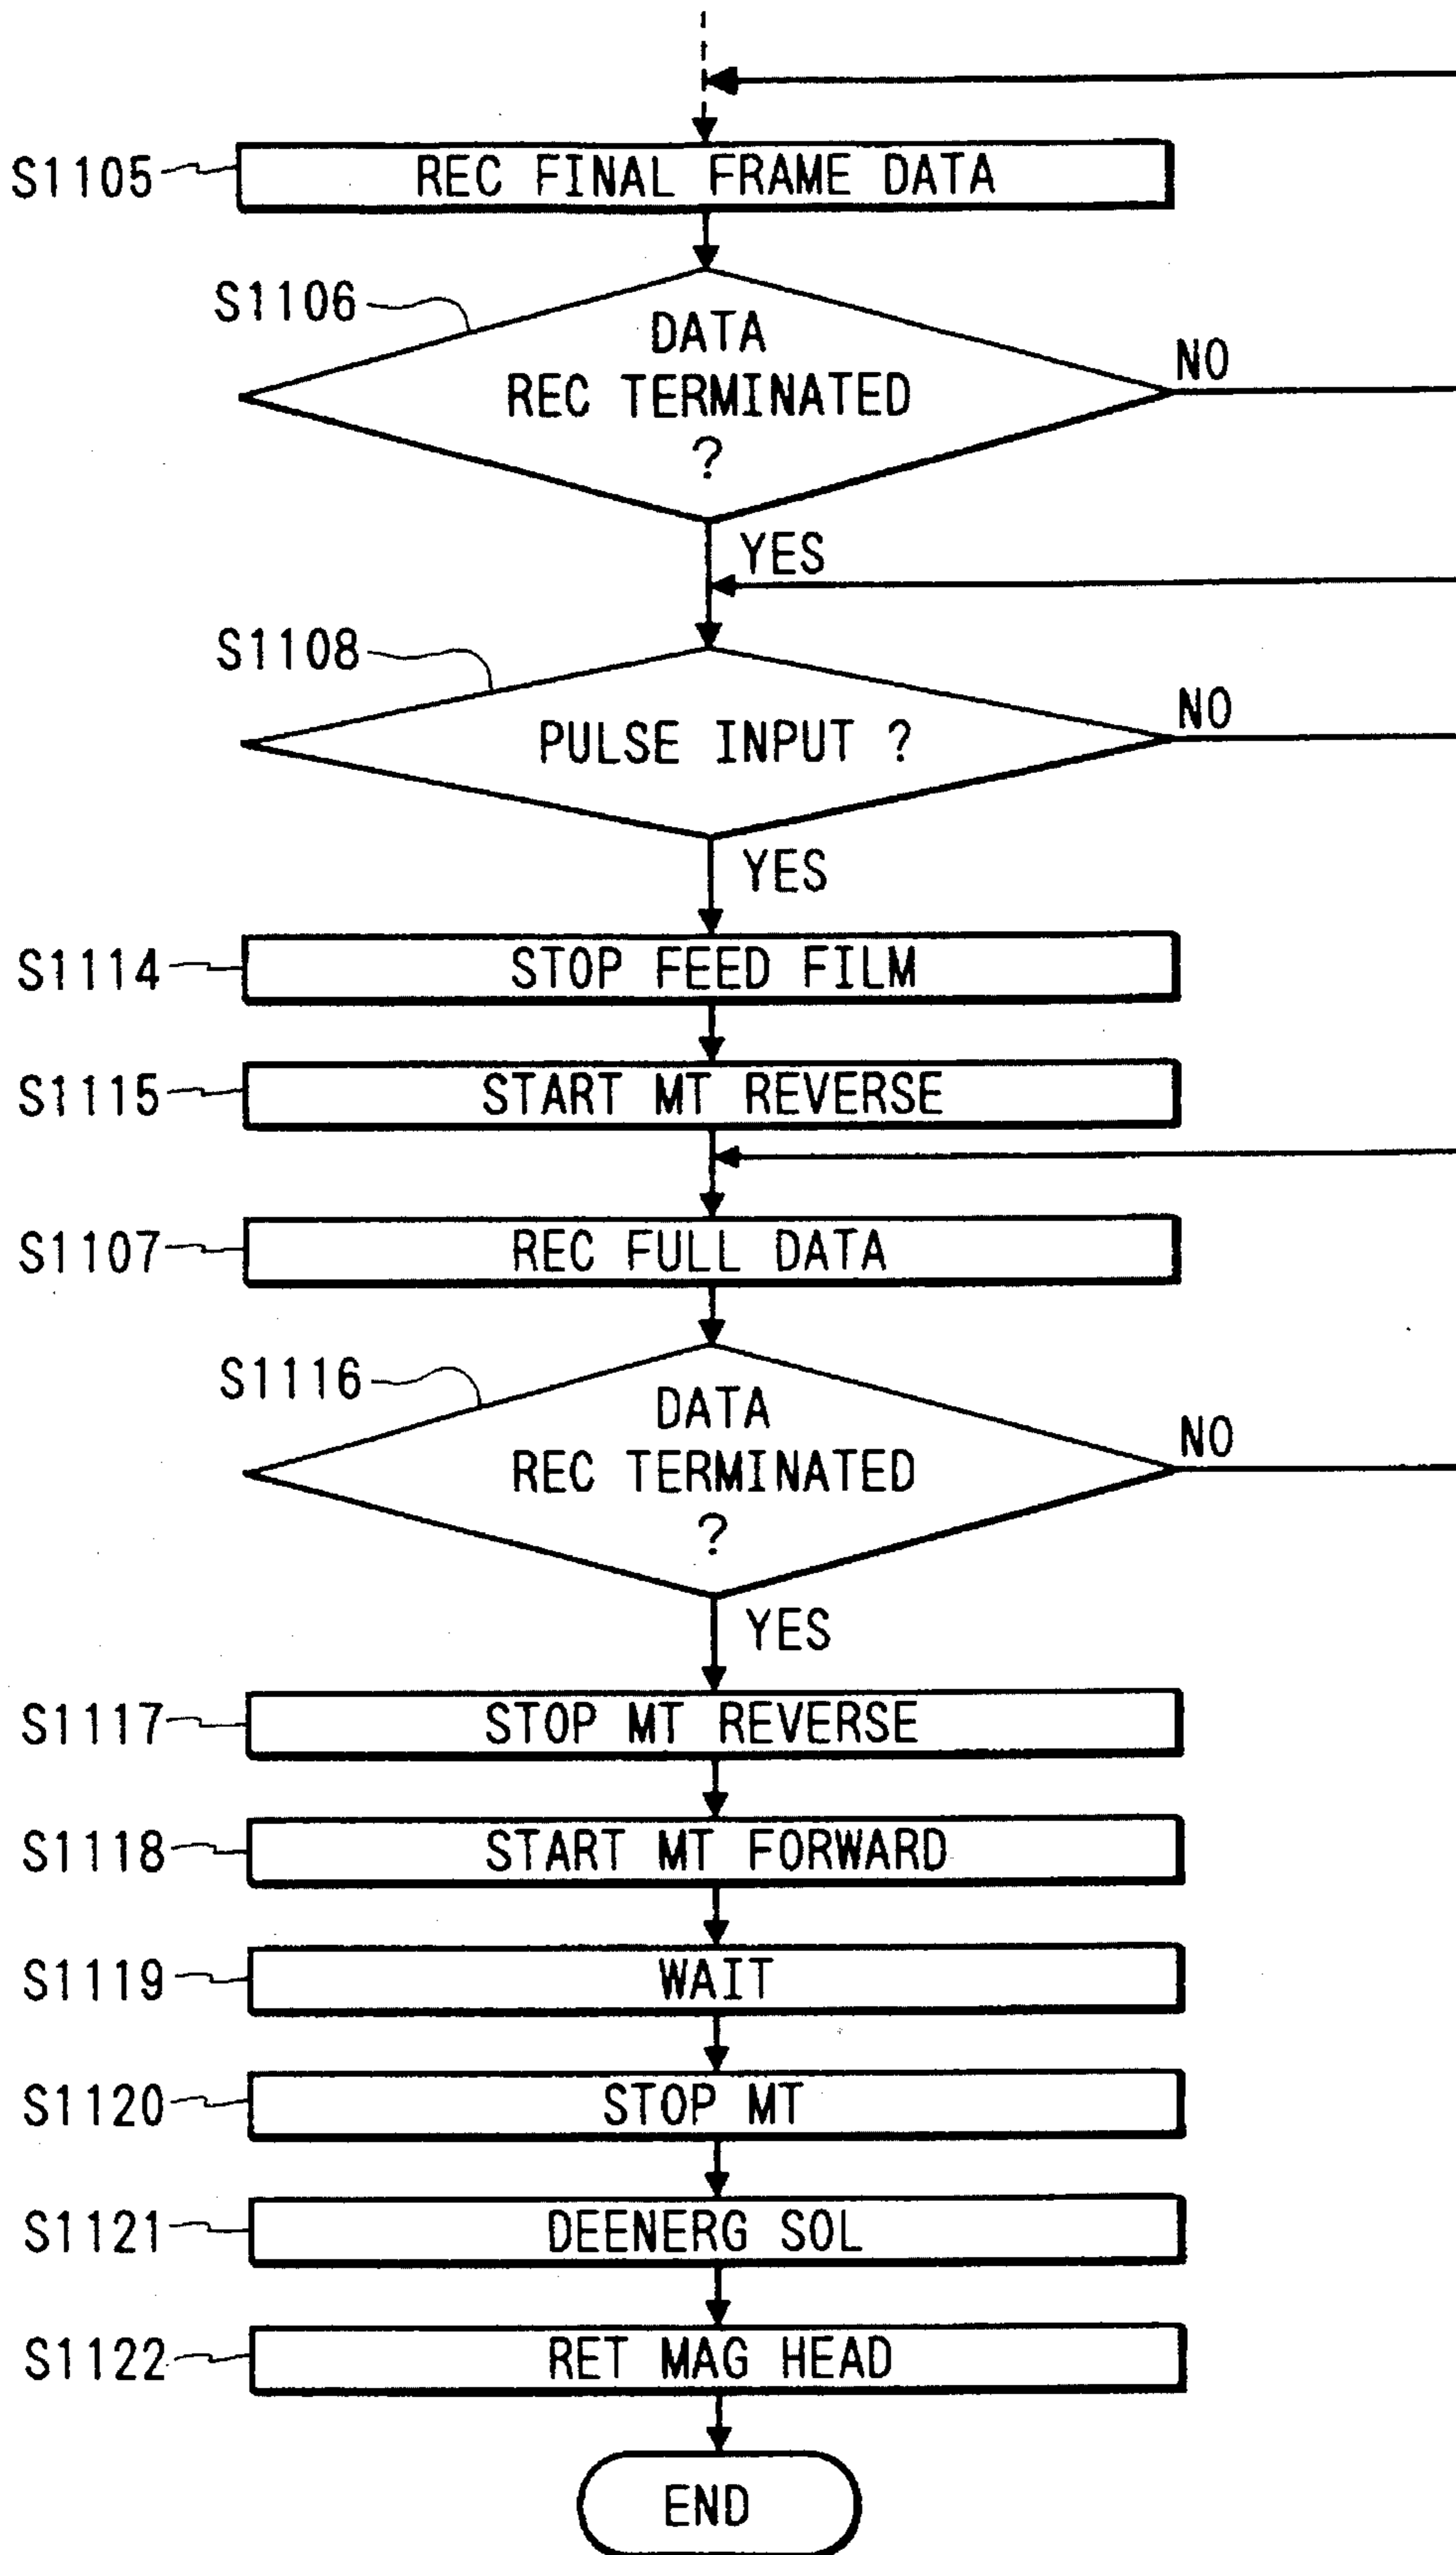 S1105
REC FINAL FRAME DATA
S1106
DATA
REC TERMINATED
?
NO
YES
S1108
PULSE INPUT ?
NO
YES
S1114
STOP FEED FILM
S1115
START MT REVERSE
S1107
REC FULL DATA
S1116
DATA
REC TERMINATED
?
NO
YES
S1117
STOP MT REVERSE
S1118
START MT FORWARD
S1119
WAIT
S1120
STOP MT
S1121
DEENERG SOL
S1122
RET MAG HEAD
END